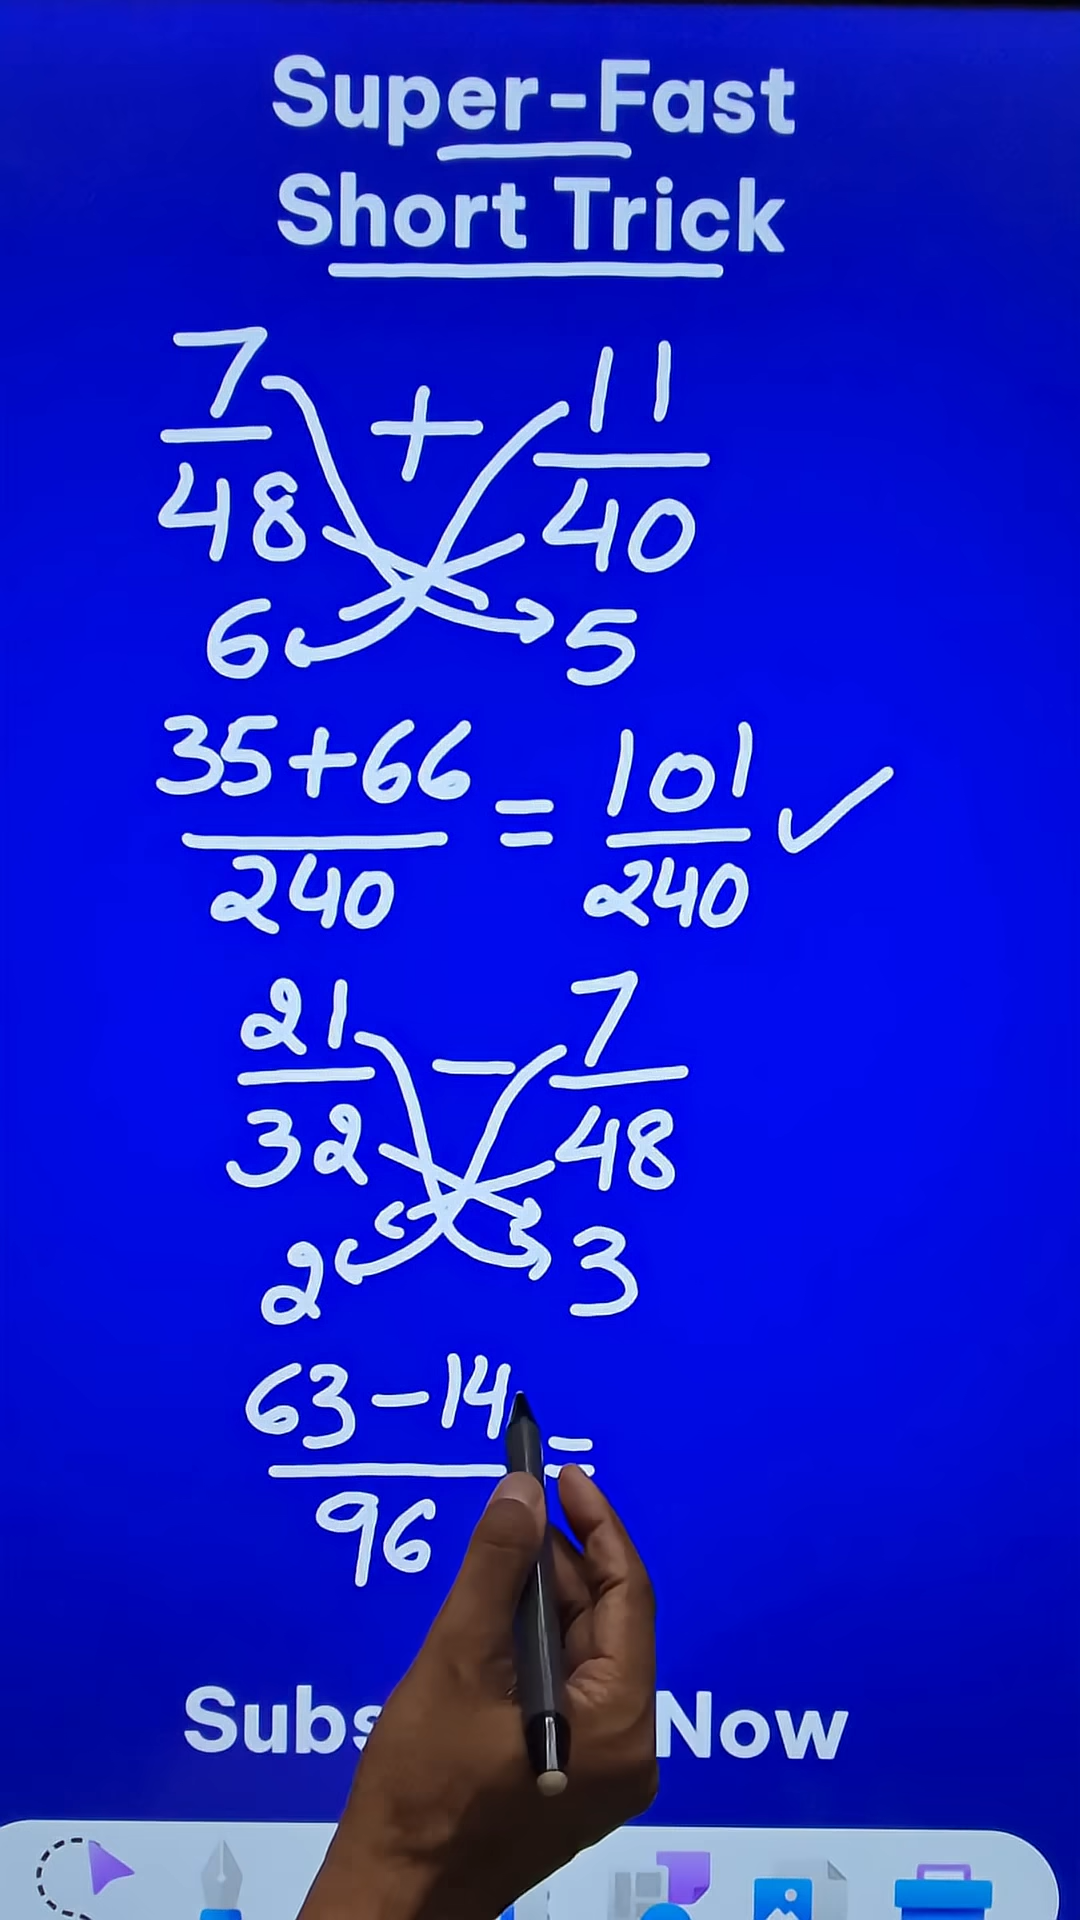 Super-Fast
Short Trick
7/48 + 11/40
6 5
35+66/240 = 101/240 ✓
21/32 - 7/48
2 3
63-14/96 =
Subs Now